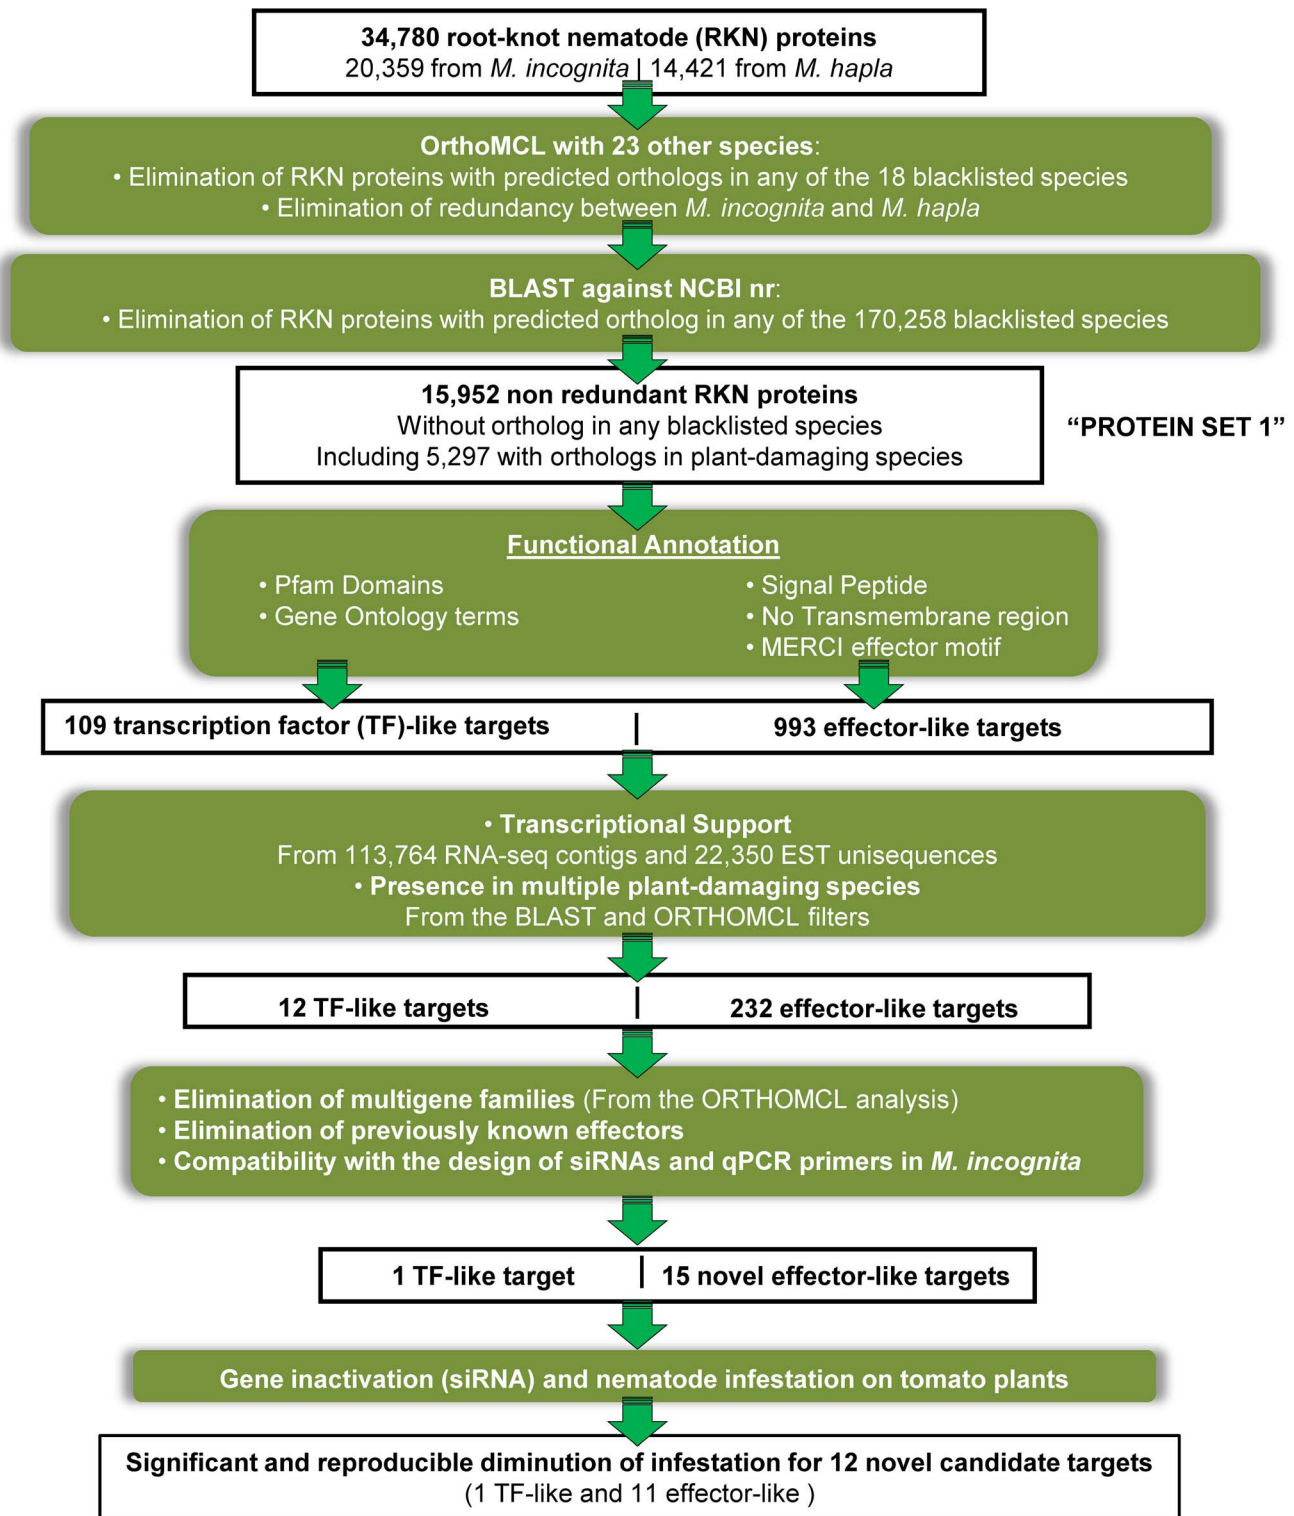 34,780 root-knot nematode (RKN) proteins
20,359 from M. incognita | 14,421 from M. hapla
OrthoMCL with 23 other species:
• Elimination of RKN proteins with predicted orthologs in any of the 18 blacklisted species
• Elimination of redundancy between M. incognita and M. hapla
BLAST against NCBI nr:
• Elimination of RKN proteins with predicted ortholog in any of the 170,258 blacklisted species
15,952 non redundant RKN proteins
Without ortholog in any blacklisted species
Including 5,297 with orthologs in plant-damaging species
“PROTEIN SET 1”
Functional Annotation
• Pfam Domains
• Gene Ontology terms
• Signal Peptide
• No Transmembrane region
• MERCI effector motif
109 transcription factor (TF)-like targets | 993 effector-like targets
• Transcriptional Support
From 113,764 RNA-seq contigs and 22,350 EST unisequences
• Presence in multiple plant-damaging species
From the BLAST and ORTHOMCL filters
12 TF-like targets | 232 effector-like targets
• Elimination of multigene families (From the ORTHOMCL analysis)
• Elimination of previously known effectors
• Compatibility with the design of siRNAs and qPCR primers in M. incognita
1 TF-like target | 15 novel effector-like targets
Gene inactivation (siRNA) and nematode infestation on tomato plants
Significant and reproducible diminution of infestation for 12 novel candidate targets
(1 TF-like and 11 effector-like )